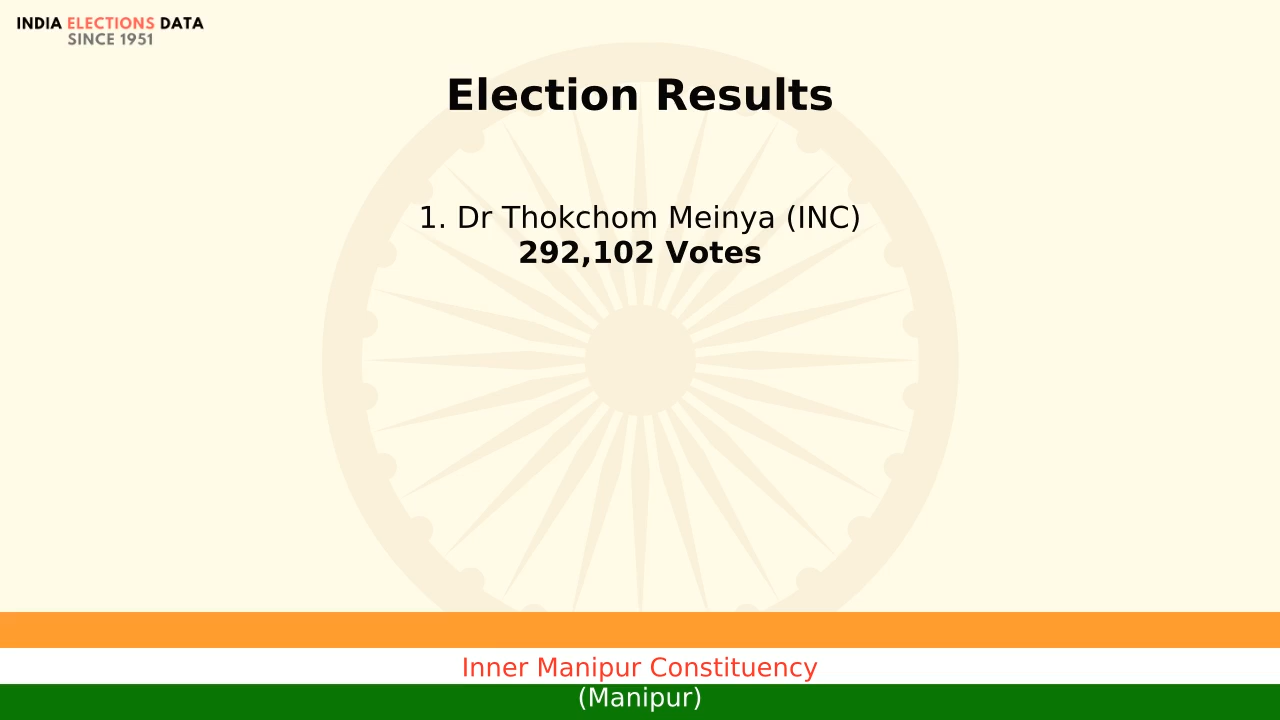 INDIA ELECTIONS DATA
SINCE 1951
Election Results
1. Dr Thokchom Meinya (INC)
292,102 Votes
Inner Manipur Constituency
(Manipur)